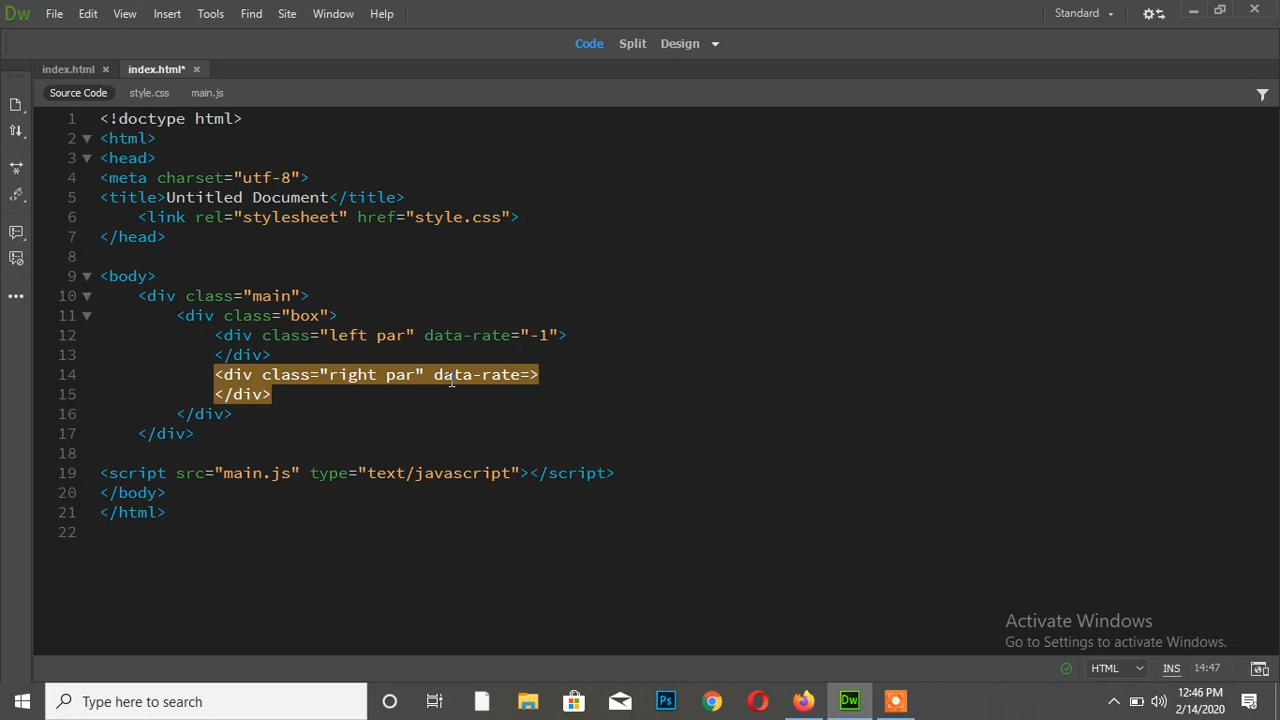 Dw File Edit View Insert Tools Find Site Window Help Standard
Code Split Design
index.html × index.html* ×
Source Code style.css main.js
1 <!doctype html>
2 <html>
3 <head>
4 <meta charset="utf-8">
5 <title>Untitled Document</title>
6 <link rel="stylesheet" href="style.css">
7 </head>
8
9 <body>
10 <div class="main">
11 <div class="box">
12 <div class="left par" data-rate="-1">
13 </div>
14 <div class="right par" data-rate=>
15 </div>
16 </div>
17 </div>
18
19 <script src="main.js" type="text/javascript"></script>
20 </body>
21 </html>
22
Activate Windows
Go to Settings to activate Windows.
HTML INS 14:47
Type here to search Ps Dw 12:46 PM
2/14/2020